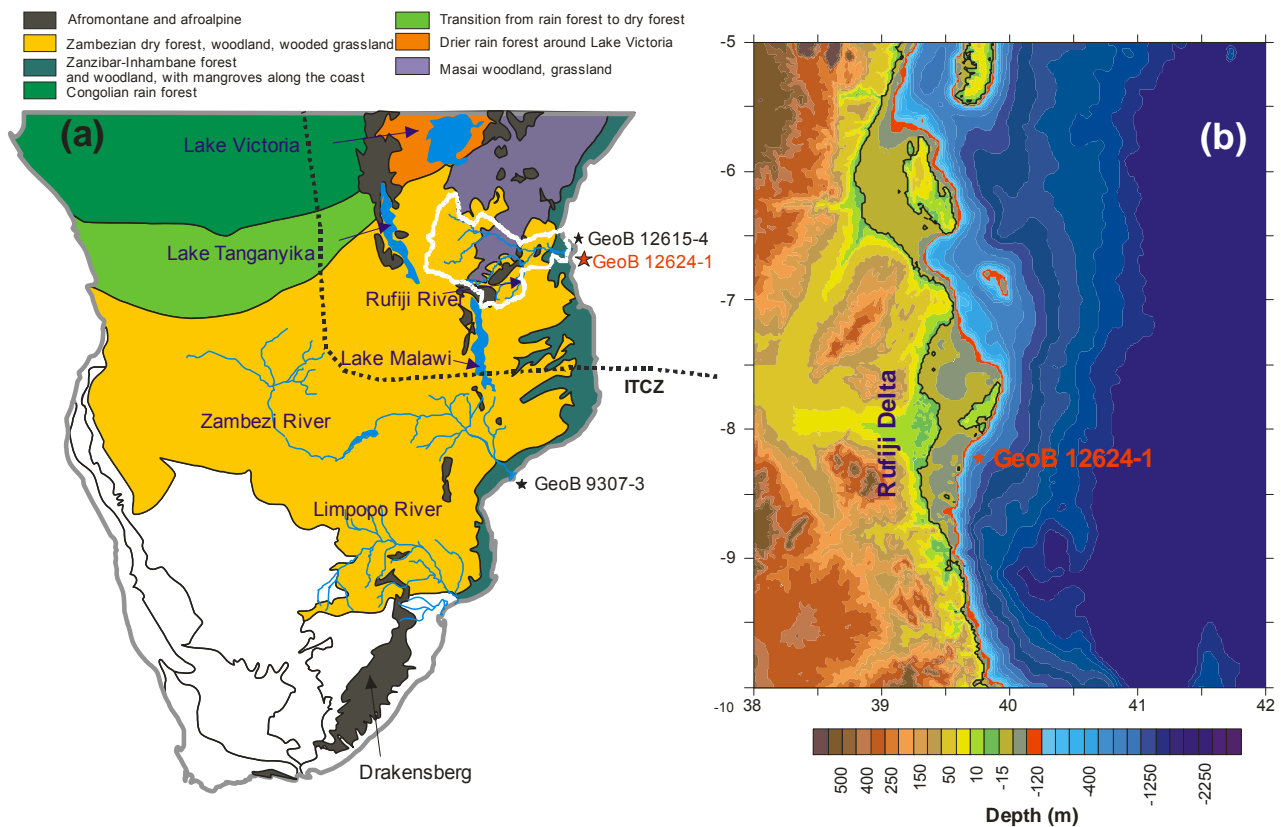 Afromontane and afroalpine
Zambezian dry forest, woodland, wooded grassland
Zanzibar-Inhambane forest
and woodland, with mangroves along the coast
Congolian rain forest
Transition from rain forest to dry forest
Drier rain forest around Lake Victoria
Masai woodland, grassland
(a)
Lake Victoria
Lake Tanganyika
GeoB 12615-4
GeoB 12624-1
Rufiji River
Lake Malawi
ITCZ
Zambezi River
GeoB 9307-3
Limpopo River
Drakensberg
(b)
-5
-6
-7
-8
-9
-10
Rufiji Delta
GeoB 12624-1
38
39
40
41
42
500
400
250
150
50
10
-15
-120
-400
-1250
-2250
Depth (m)